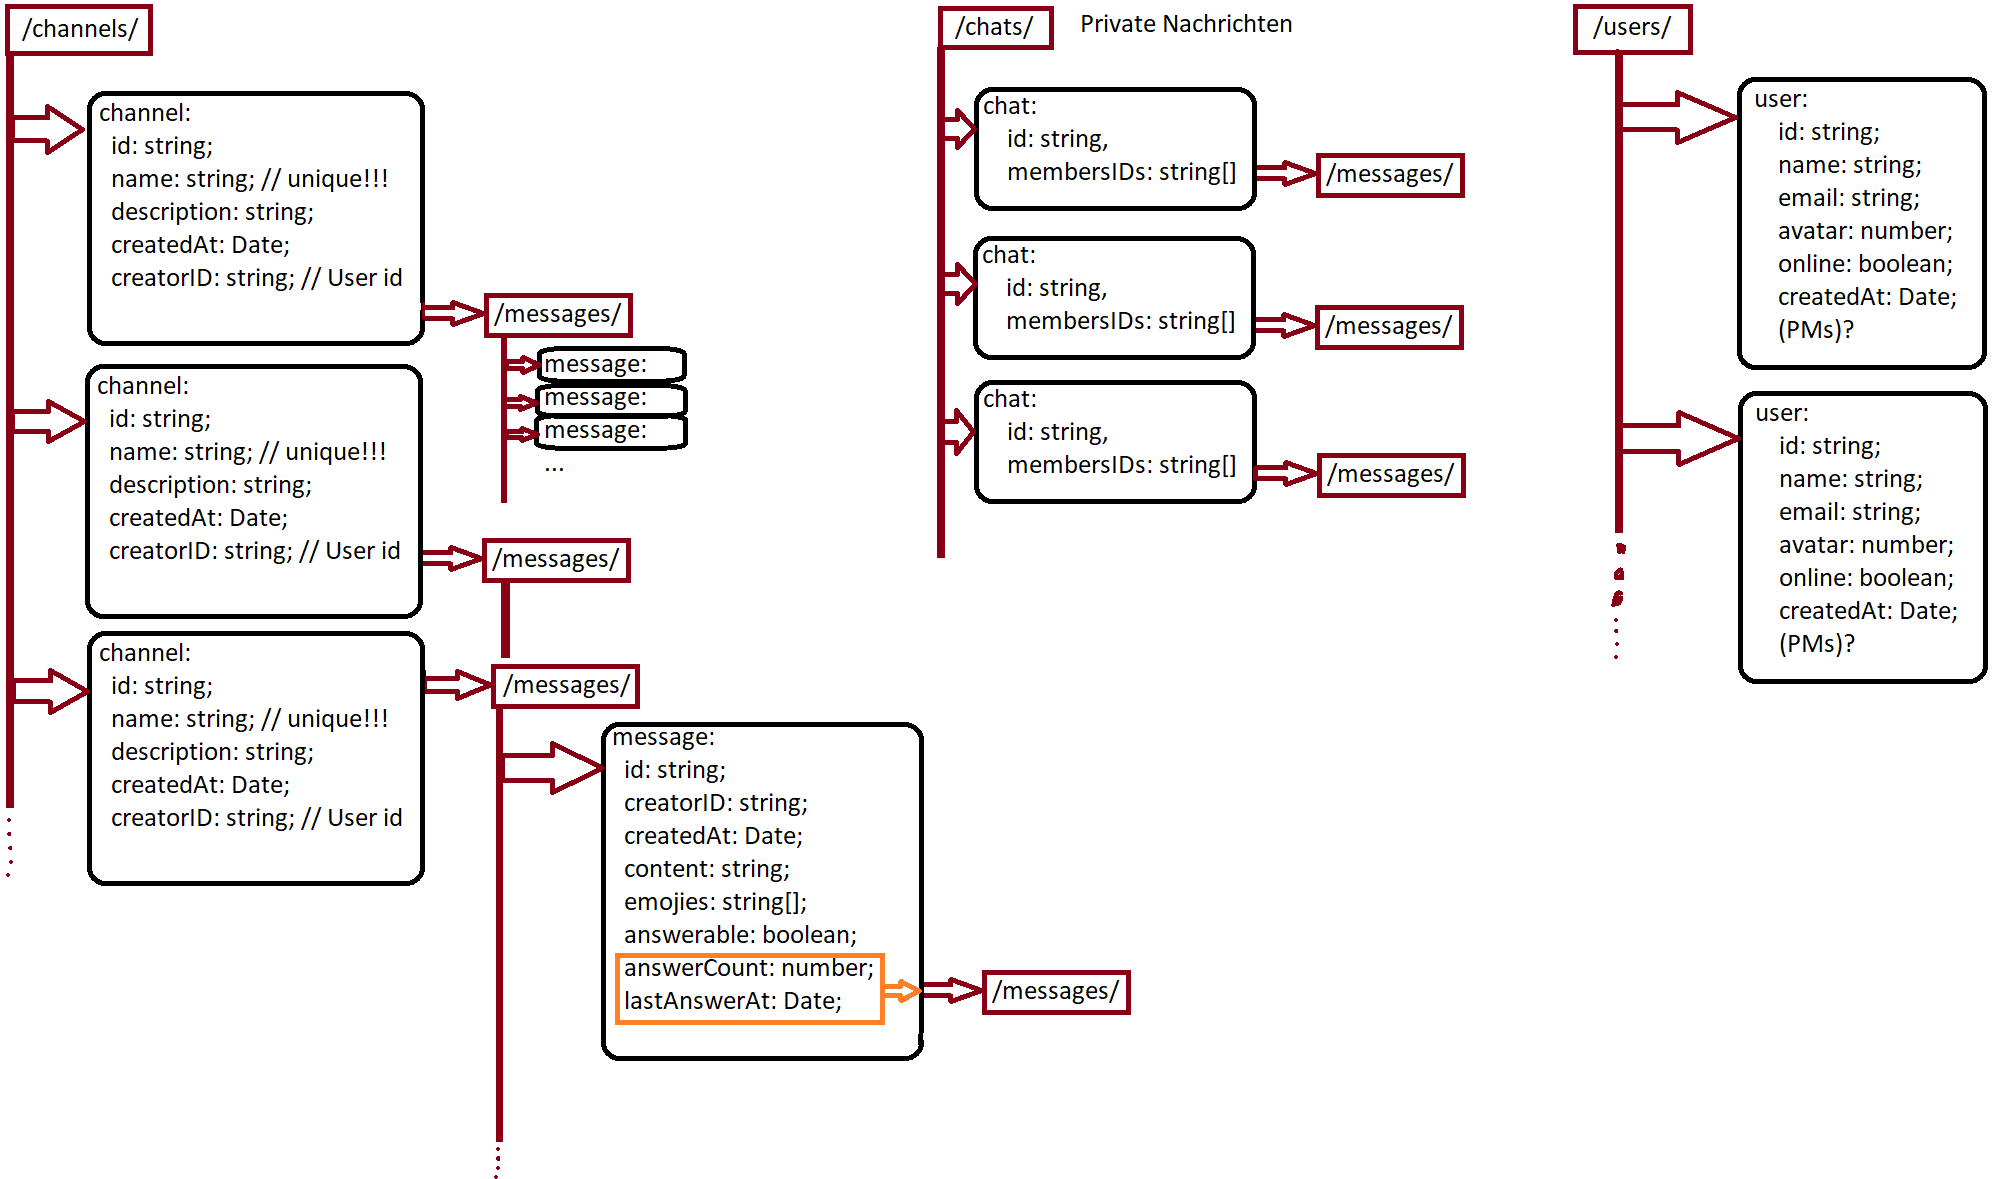 /channels/
channel:
id: string;
name: string; // unique!!!
description: string;
createdAt: Date;
creatorID: string; // User id
/messages/
message:
message:
message:
...
channel:
id: string;
name: string; // unique!!!
description: string;
createdAt: Date;
creatorID: string; // User id
/messages/
channel:
id: string;
name: string; // unique!!!
description: string;
createdAt: Date;
creatorID: string; // User id
/messages/
message:
id: string;
creatorID: string;
createdAt: Date;
content: string;
emojies: string[];
answerable: boolean;
answerCount: number;
lastAnswerAt: Date;
/messages/
/chats/
Private Nachrichten
chat:
id: string,
membersIDs: string[]
/messages/
chat:
id: string,
membersIDs: string[]
/messages/
chat:
id: string,
membersIDs: string[]
/messages/
/users/
user:
id: string;
name: string;
email: string;
avatar: number;
online: boolean;
createdAt: Date;
(PMs)?
user:
id: string;
name: string;
email: string;
avatar: number;
online: boolean;
createdAt: Date;
(PMs)?